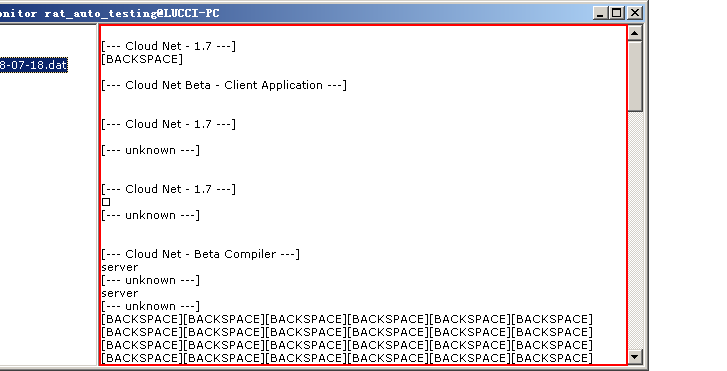 onitor rat_auto_testing@LUCCI-PC
8-07-18.dat
[--- Cloud Net - 1.7 ---]
[BACKSPACE]
[--- Cloud Net Beta - Client Application ---]
[--- Cloud Net - 1.7 ---]
[--- unknown ---]
[--- Cloud Net - 1.7 ---]
□
[--- unknown ---]
[--- Cloud Net - Beta Compiler ---]
server
[--- unknown ---]
server
[--- unknown ---]
[BACKSPACE][BACKSPACE][BACKSPACE][BACKSPACE][BACKSPACE][BACKSPACE]
[BACKSPACE][BACKSPACE][BACKSPACE][BACKSPACE][BACKSPACE][BACKSPACE]
[BACKSPACE][BACKSPACE][BACKSPACE][BACKSPACE][BACKSPACE][BACKSPACE]
[BACKSPACE][BACKSPACE][BACKSPACE][BACKSPACE][BACKSPACE][BACKSPACE]